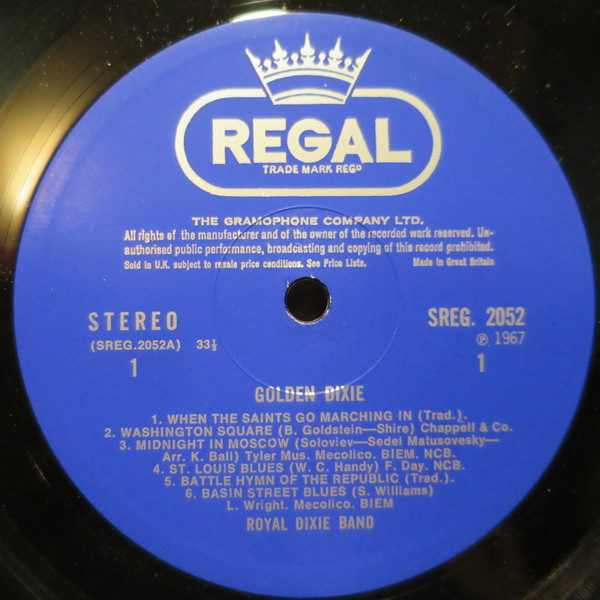 REGAL
TRADE MARK REGD
THE GRAMOPHONE COMPANY LTD.
All rights of the manufacturer and of the owner of the recorded work reserved. Un-
authorised public performance, broadcasting and copying of this record prohibited.
Sold in U.K. subject to resale price conditions. See Price Lists. Made in Great Britain
STEREO
(SREG.2052A) 33⅓
1
SREG. 2052
℗ 1967
1
GOLDEN DIXIE
1. WHEN THE SAINTS GO MARCHING IN (Trad.).
2. WASHINGTON SQUARE (B. Goldstein—Shire) Chappell & Co.
3. MIDNIGHT IN MOSCOW (Soloviev—Sedei Matusovesky—
Arr. K. Ball) Tyler Mus. Mecolico. BIEM. NCB.
4. ST. LOUIS BLUES (W. C. Handy) F. Day. NCB.
5. BATTLE HYMN OF THE REPUBLIC (Trad.).
6. BASIN STREET BLUES (S. Williams)
L. Wright. Mecolico. BIEM
ROYAL DIXIE BAND